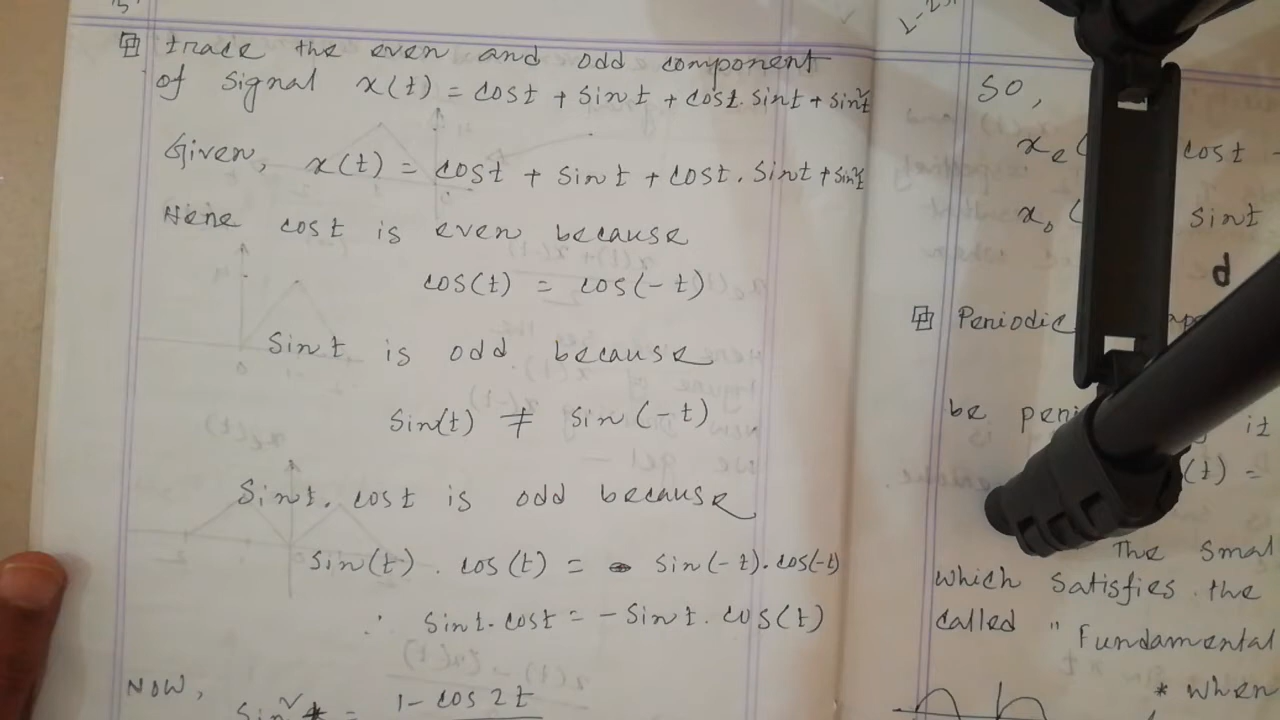 trace the even and odd component
of signal x(t) = cost + sint + cost. sint + sin²t
Given, x(t) = cost + sint + cost. sint + sin²t
Here cost is even because
cos(t) = cos(-t)
sint is odd because
sin(t) ≠ sin(-t)
sint. cost is odd because
sin(t) . cos(t) = sin(-t). cos(-t)
∴ sint. cost = - sint. cos(t)
Now,
sin²t = 1 - cos 2t
so,
xe( cost -
xo( sint
d
Periodic
be it
(t) =
The smal
which satisfies the
called "Fundamental
* when